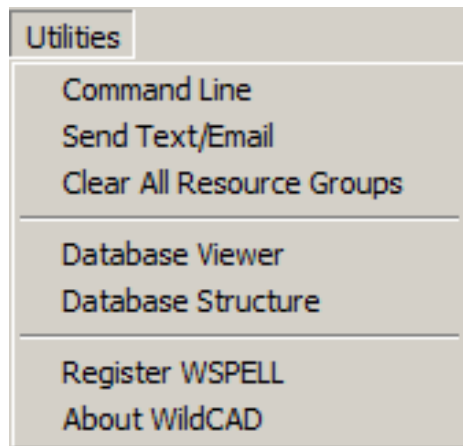 Utilities
Command Line
Send Text/Email
Clear All Resource Groups
Database Viewer
Database Structure
Register WSPELL
About WildCAD